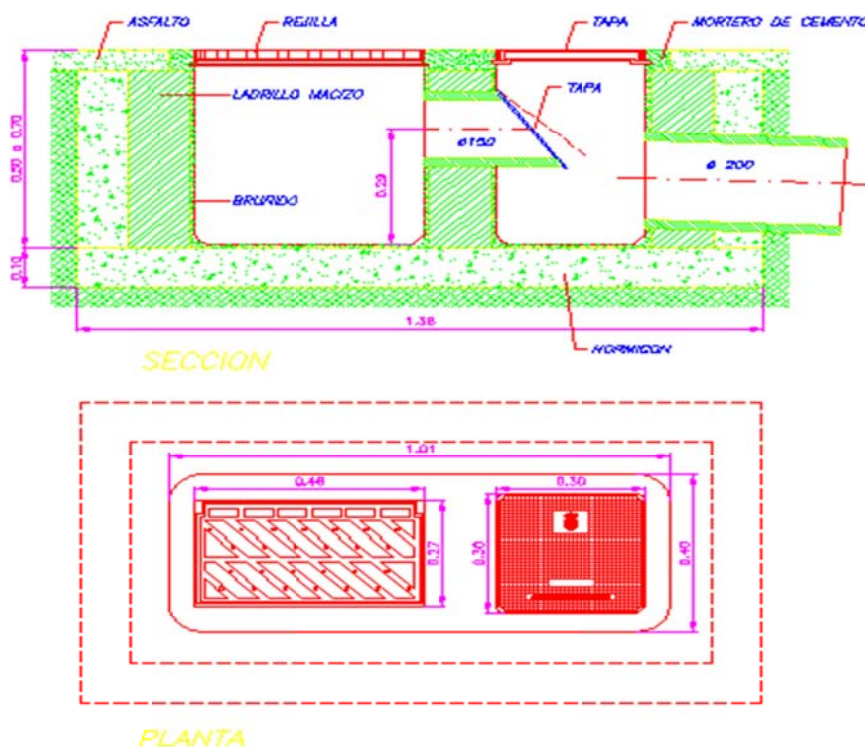 ASFALTO
REJILLA
TAPA
MORTERO DE CEMENTO
LADRILLO MACIZO
TAPA
ø150
ø 200
0.50 a 0.70
0.29
BRUÑIDO
0.10
1.38
HORMIGON
SECCION
1.01
0.46
0.30
0.27
0.30
0.40
PLANTA